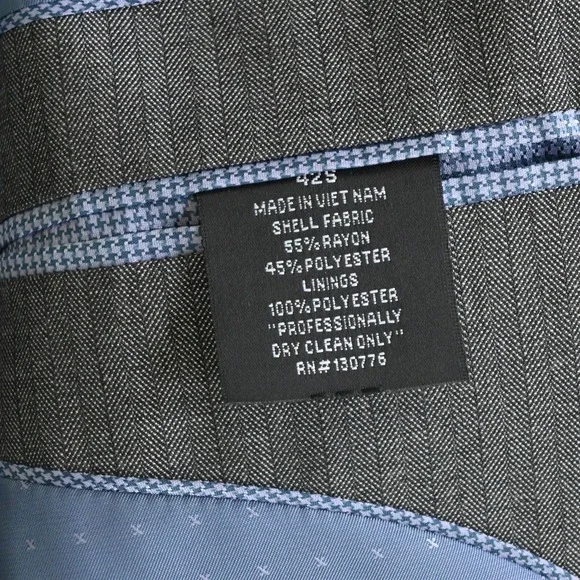 42S
MADE IN VIET NAM
SHELL FABRIC
55% RAYON
45% POLYESTER
LININGS
100% POLYESTER
"PROFESSIONALLY
DRY CLEAN ONLY"
RN#130776